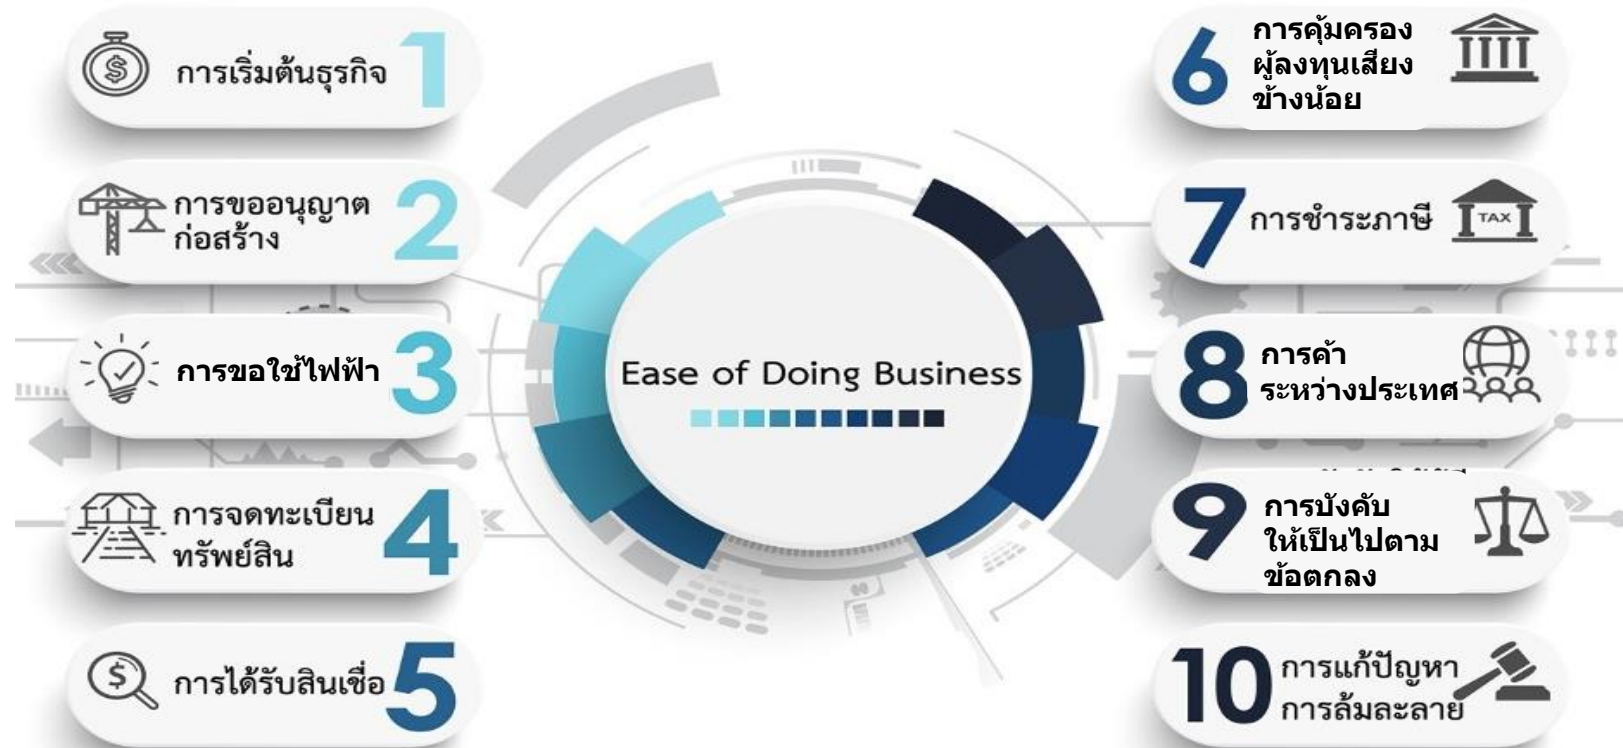 1
การเริ่มต้นธุรกิจ
2
การขออนุญาต
ก่อสร้าง
3
การขอใช้ไฟฟ้า
4
การจดทะเบียน
ทรัพย์สิน
5
การได้รับสินเชื่อ
Ease of Doing Business
6
การคุ้มครอง
ผู้ลงทุนเสียง
ข้างน้อย
7
การชำระภาษี
TAX
8
การค้า
ระหว่างประเทศ
9
การบังคับ
ให้เป็นไปตาม
ข้อตกลง
10
การแก้ปัญหา
การล้มละลาย